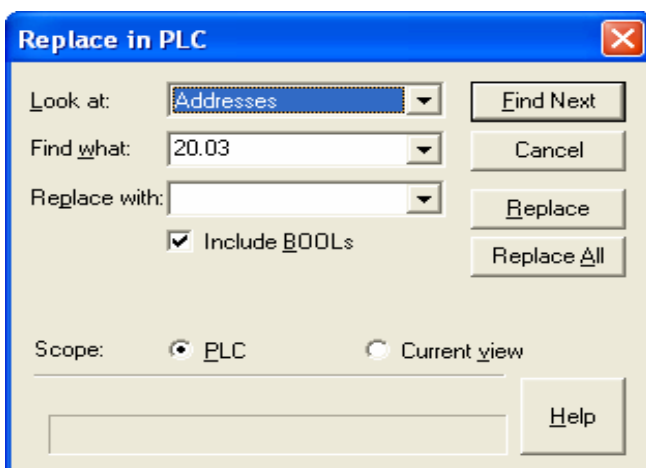 Replace in PLC
Look at: Addresses Find Next
Find what: 20.03 Cancel
Replace with: Replace
Include BOOLs Replace All
Scope: PLC Current view
Help